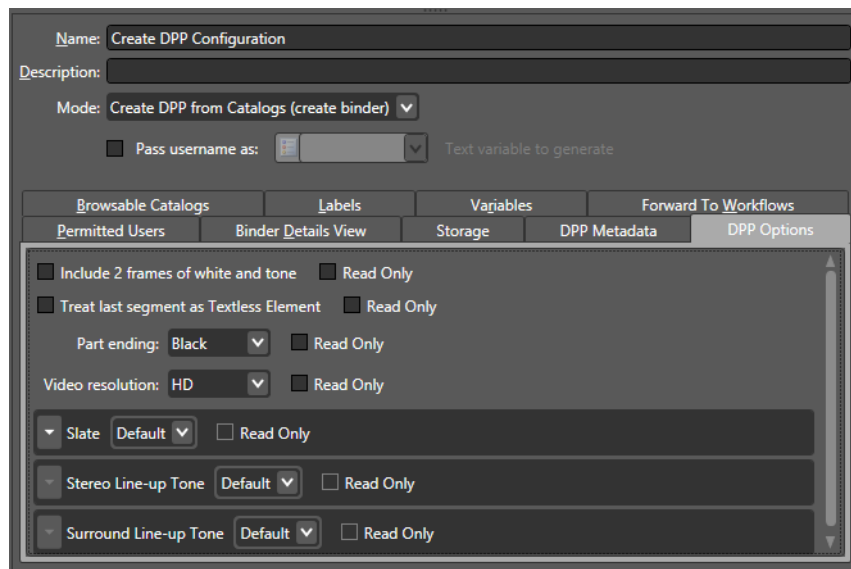 Name: Create DPP Configuration
Description:
Mode: Create DPP from Catalogs (create binder)
Pass username as: Text variable to generate
Browsable Catalogs Labels Variables Forward To Workflows
Permitted Users Binder Details View Storage DPP Metadata DPP Options
Include 2 frames of white and tone Read Only
Treat last segment as Textless Element Read Only
Part ending: Black Read Only
Video resolution: HD Read Only
Slate Default Read Only
Stereo Line-up Tone Default Read Only
Surround Line-up Tone Default Read Only